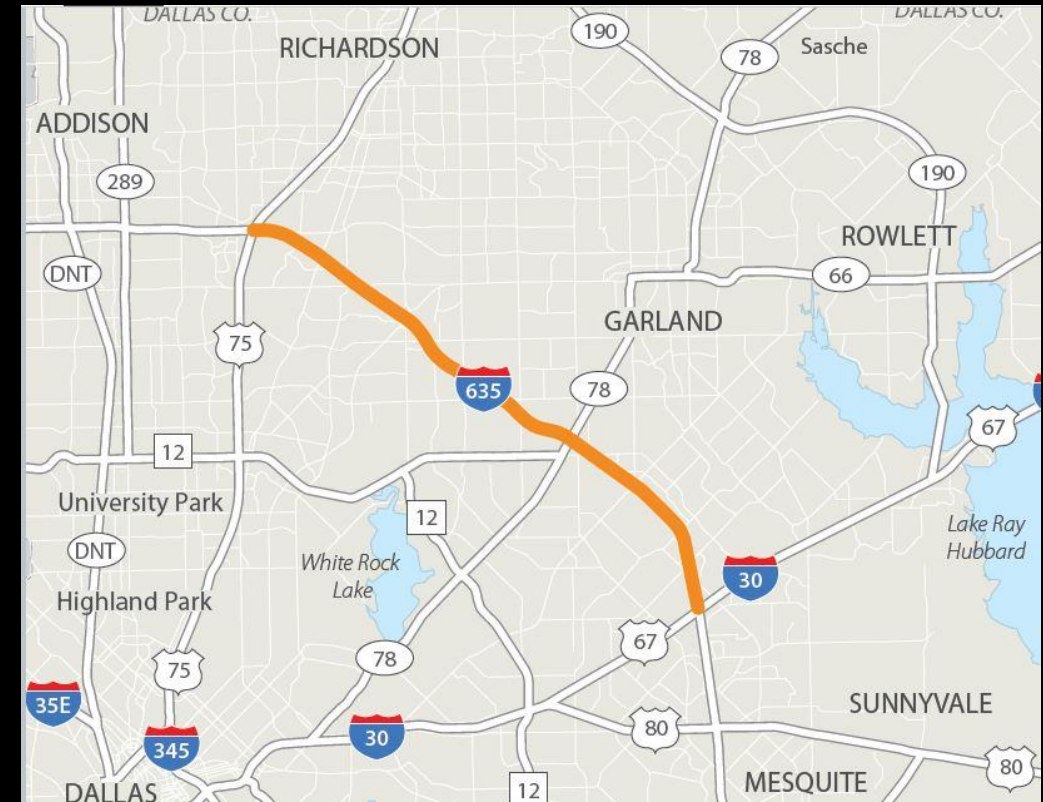 DALLAS CO.
DALLAS CO.
RICHARDSON
190
78
Sasche
ADDISON
289
190
ROWLETT
DNT
66
GARLAND
75
635
78
67
12
University Park
12
Lake Ray
Hubbard
DNT
White Rock
Lake
30
Highland Park
67
78
75
35E
SUNNYVALE
80
30
345
80
MESQUITE
12
DALLAS